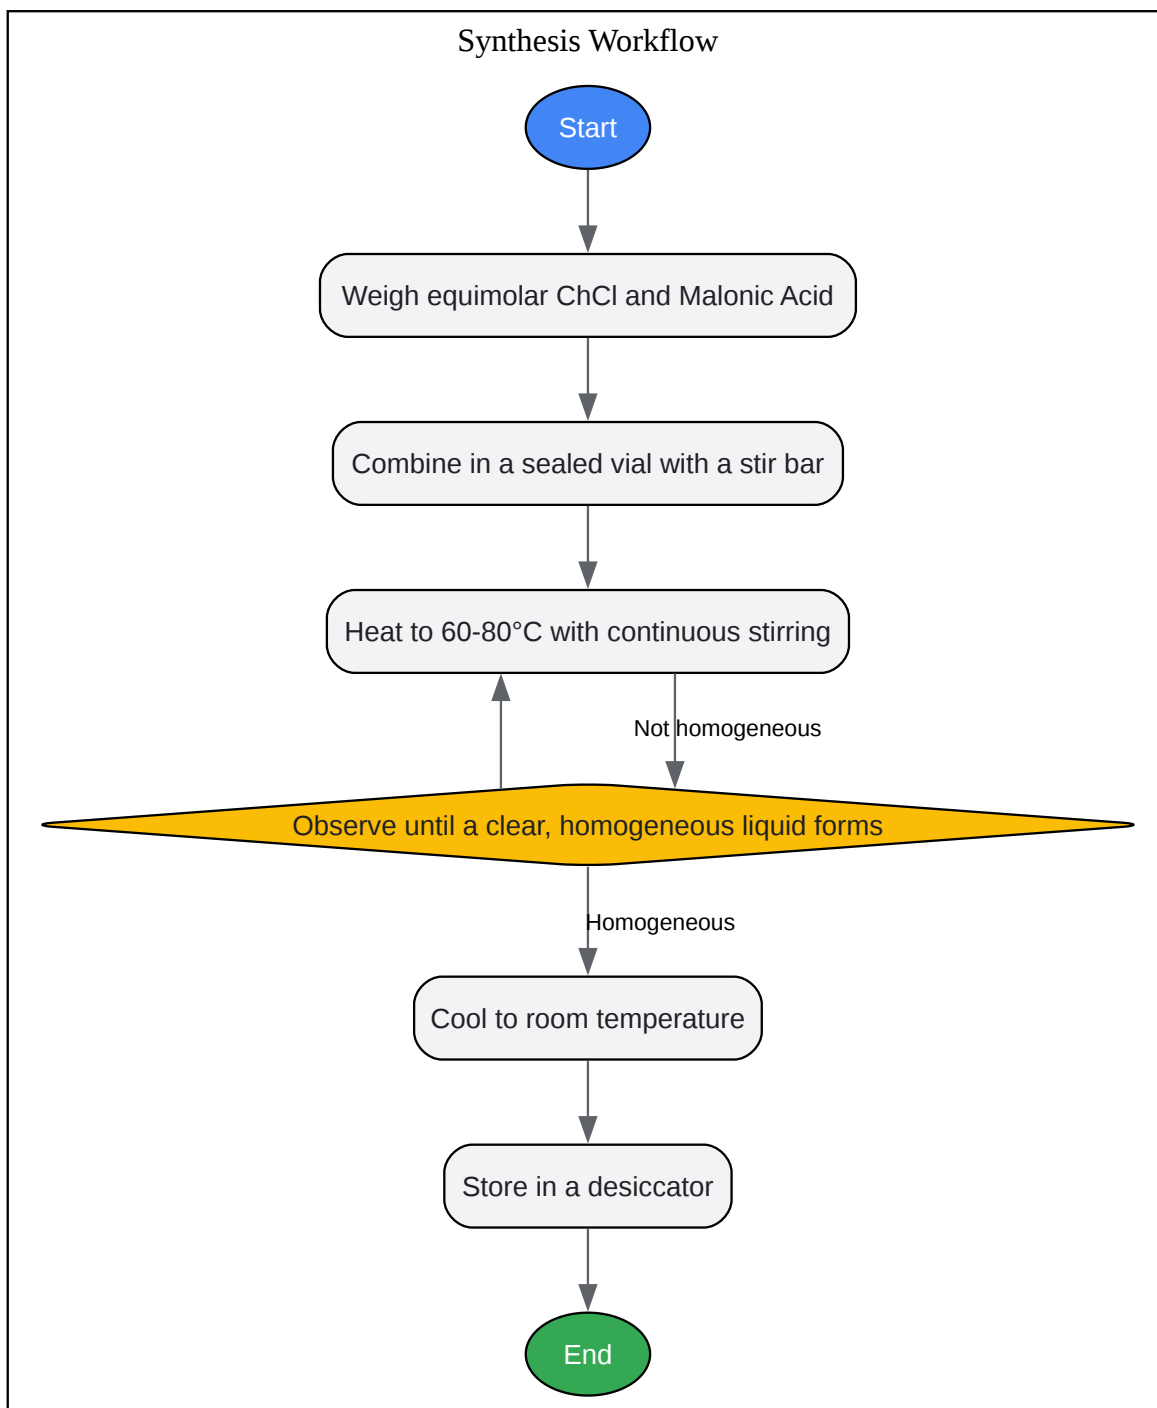 Synthesis Workflow
Start
Weigh equimolar ChCl and Malonic Acid
Combine in a sealed vial with a stir bar
Heat to 60-80°C with continuous stirring
Not homogeneous
Observe until a clear, homogeneous liquid forms
Homogeneous
Cool to room temperature
Store in a desiccator
End